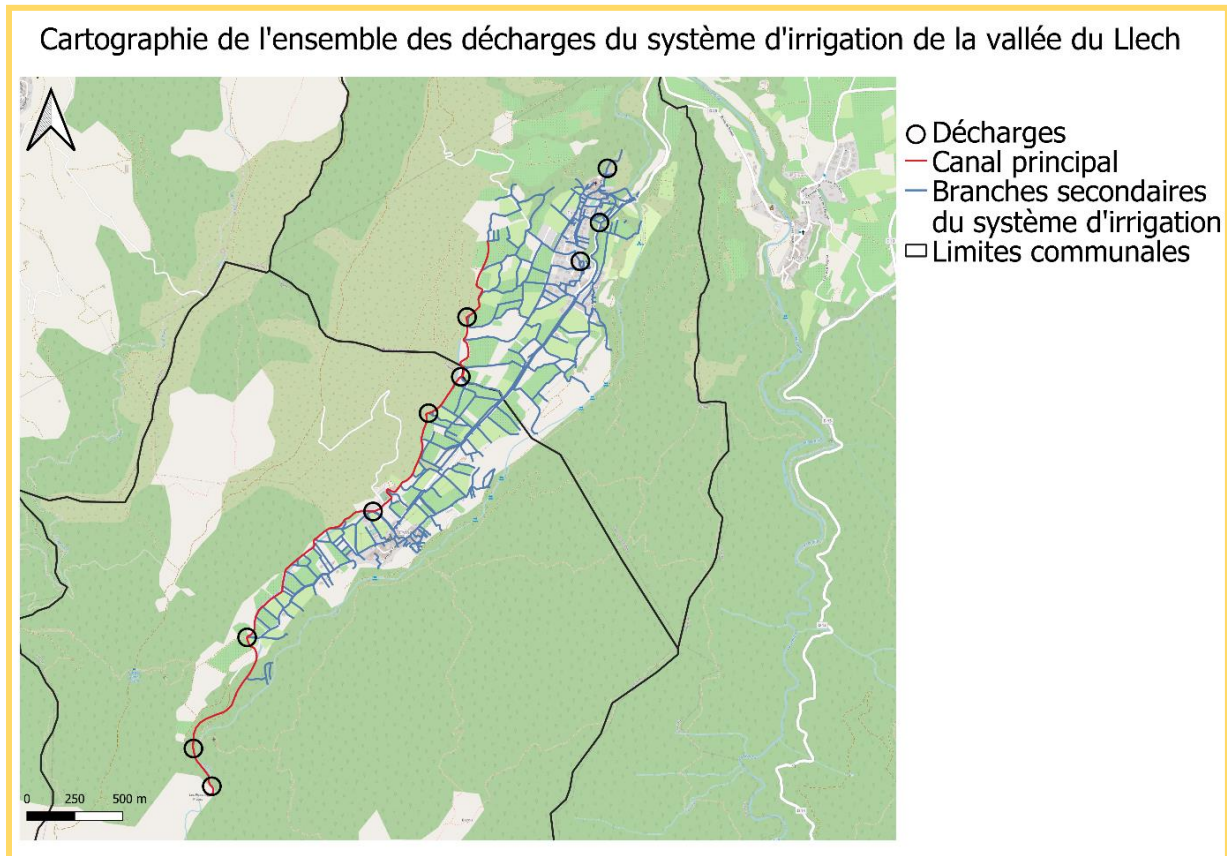 Cartographie de l'ensemble des décharges du système d'irrigation de la vallée du Llech
Décharges
Canal principal
Branches secondaires
du système d'irrigation
Limites communales
0 250 500 m